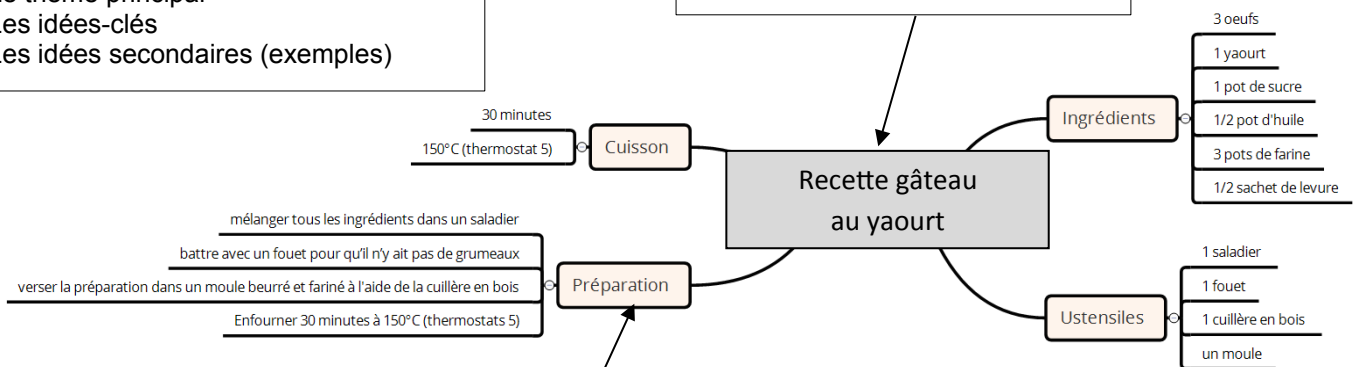 thème principal
Les idées-clés
Les idées secondaires (exemples)
Recette gâteau
au yaourt
Ingrédients
3 oeufs
1 yaourt
1 pot de sucre
1/2 pot d'huile
3 pots de farine
1/2 sachet de levure
Ustensiles
1 saladier
1 fouet
1 cuillère en bois
un moule
Cuisson
30 minutes
150°C (thermostat 5)
Préparation
mélanger tous les ingrédients dans un saladier
battre avec un fouet pour qu'il n'y ait pas de grumeaux
verser la préparation dans un moule beurré et fariné à l'aide de la cuillère en bois
Enfourner 30 minutes à 150°C (thermostats 5)